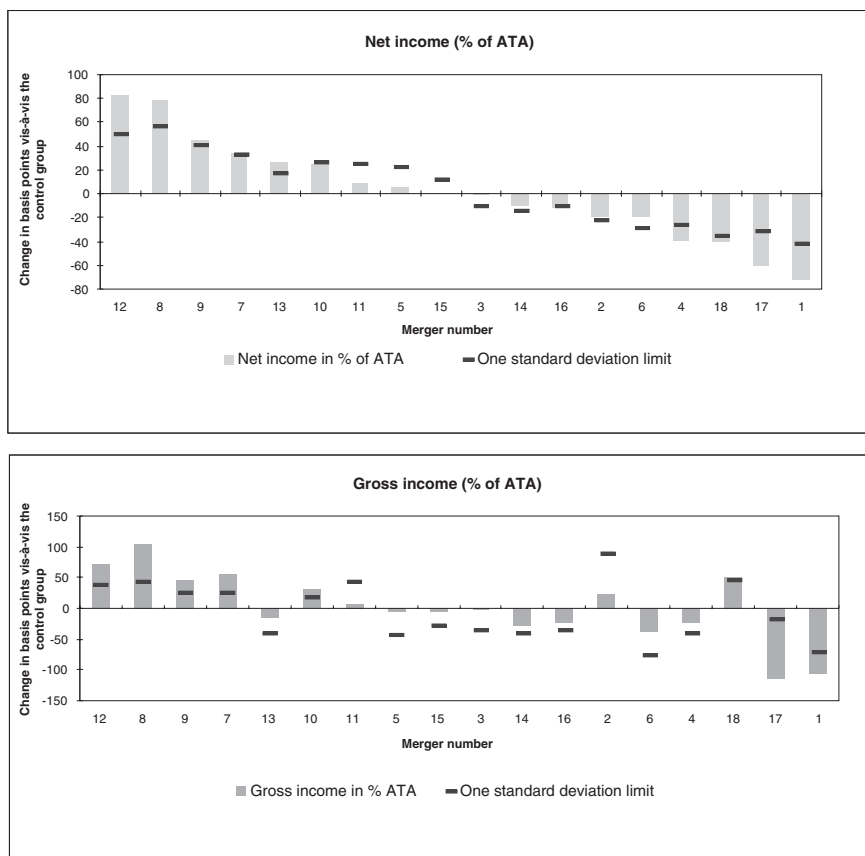 Net income (% of ATA)
Change in basis points vis-à-vis the
control group
100
80
60
40
20
0
-20
-40
-60
-80
12 8 9 7 13 10 11 5 15 3 14 16 2 6 4 18 17 1
Merger number
Net income in % of ATA One standard deviation limit
Gross income (% of ATA)
Change in basis points vis-à-vis the
control group
150
100
50
0
-50
-100
-150
12 8 9 7 13 10 11 5 15 3 14 16 2 6 4 18 17 1
Merger number
Gross income in % ATA One standard deviation limit